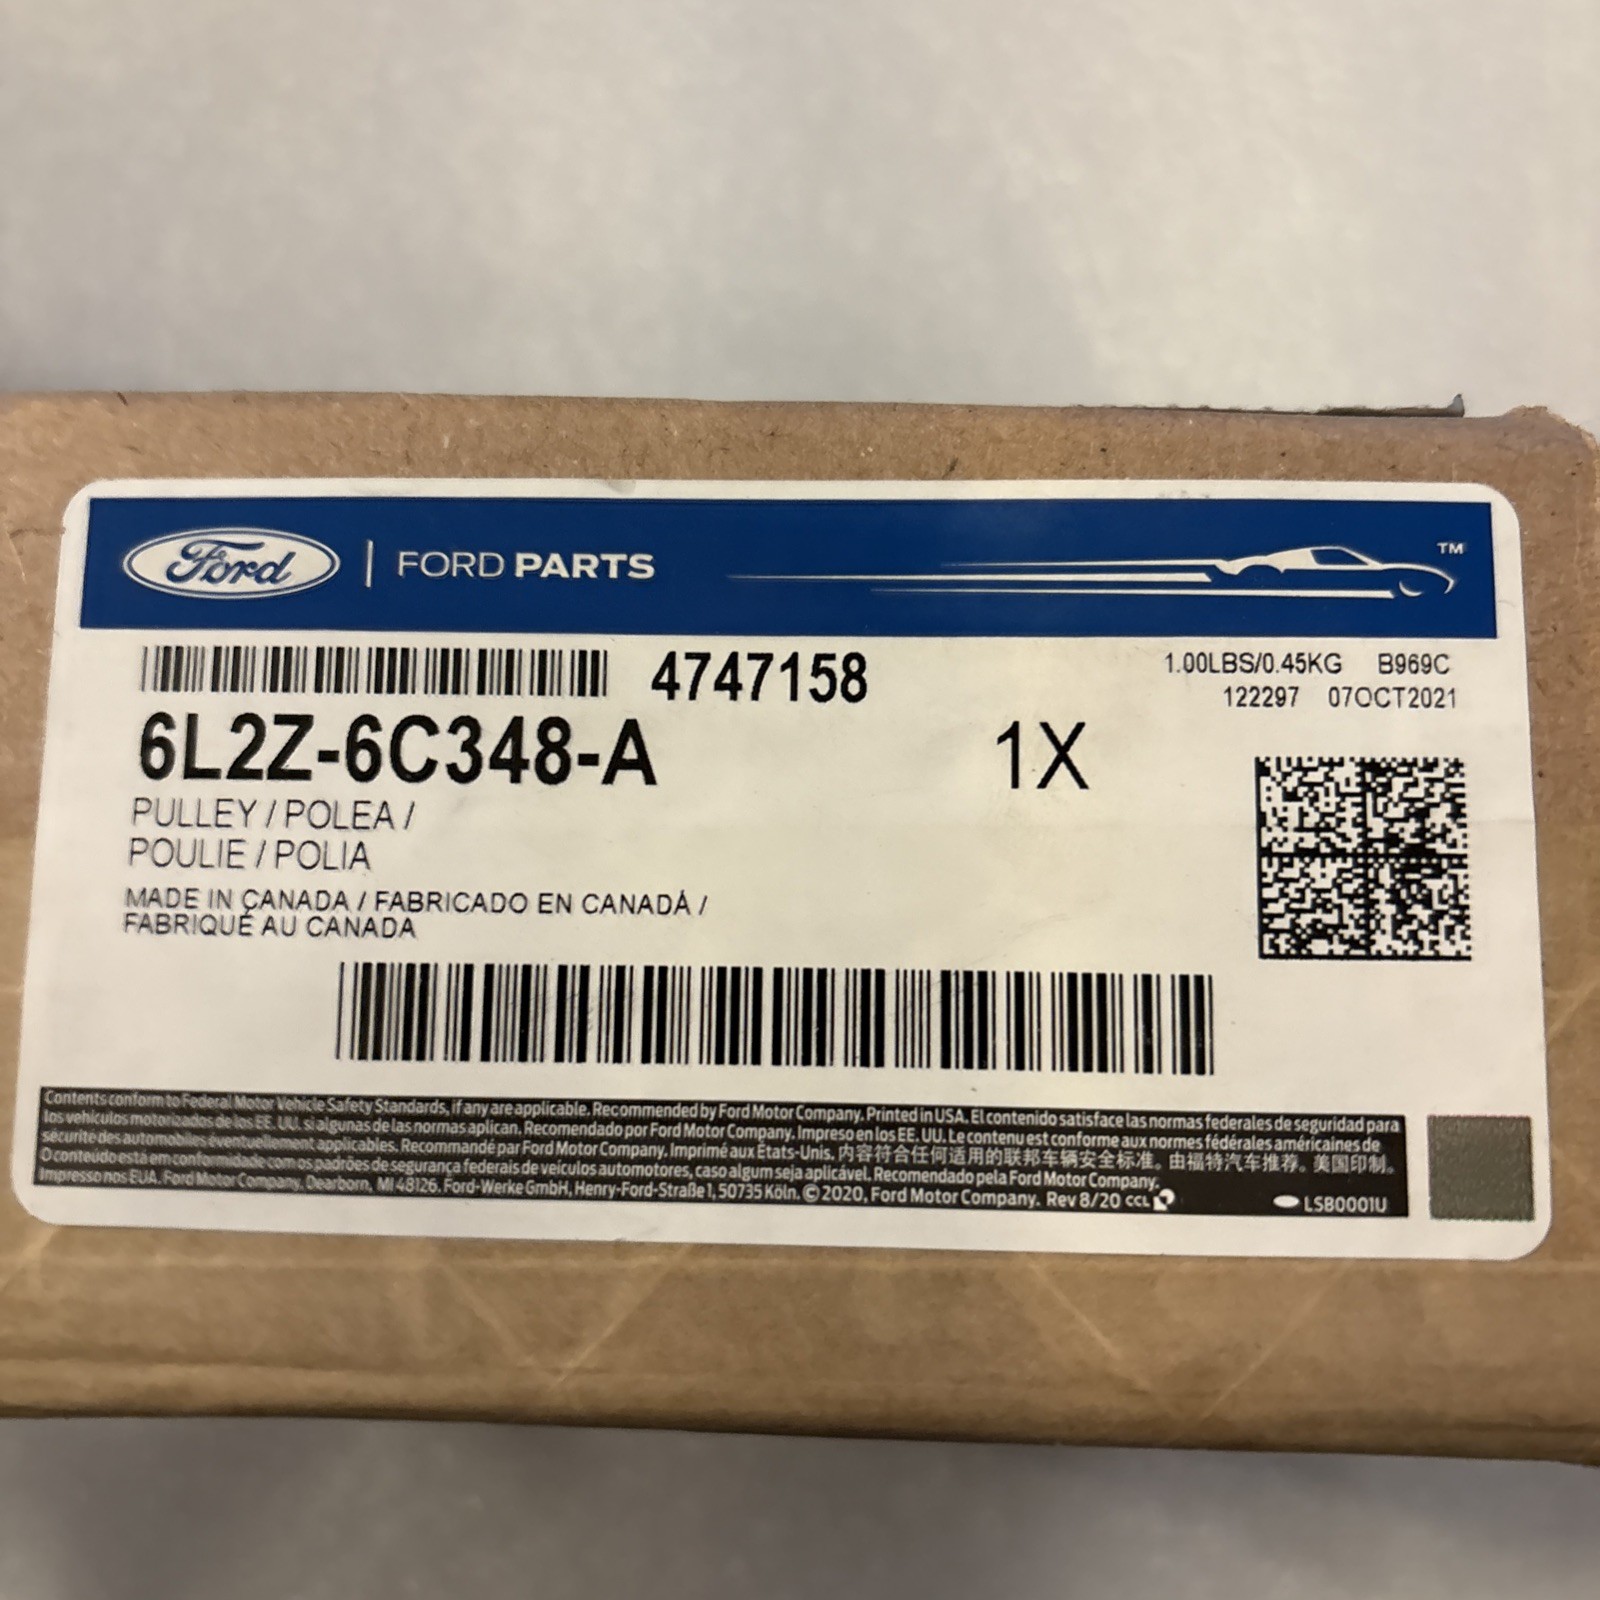 Ford | FORD PARTS TM
4747158
1.00LBS/0.45KG B969C
122297 07OCT2021
6L2Z-6C348-A 1X
PULLEY / POLEA /
POULIE / POLIA
MADE IN CANADA / FABRICADO EN CANADÁ /
FABRIQUÉ AU CANADA
Contents conform to Federal Motor Vehicle Safety Standards, if any are applicable. Recommended by Ford Motor Company. Printed in USA. El contenido satisface las normas federales de seguridad para
los vehículos motorizados de los EE. UU. si algunas de las normas aplican. Recomendado por Ford Motor Company. Impreso en los EE. UU. Le contenu est conforme aux normes fédérales américaines de
sécurité des automobiles éventuellement applicables. Recommandé par Ford Motor Company. Imprimé aux États-Unis. 内容符合任何适用的联邦车辆安全标准。由福特汽车推荐。美国印制。
O conteúdo está em conformidade com os padrões de segurança federais de veículos automotores, caso algum seja aplicável. Recomendado pela Ford Motor Company.
Impresso nos EUA. Ford Motor Company, Dearborn, MI 48126. Ford-Werke GmbH, Henry-Ford-Straße 1, 50735 Köln. © 2020, Ford Motor Company. Rev 8/20 CCL
LSB0001U